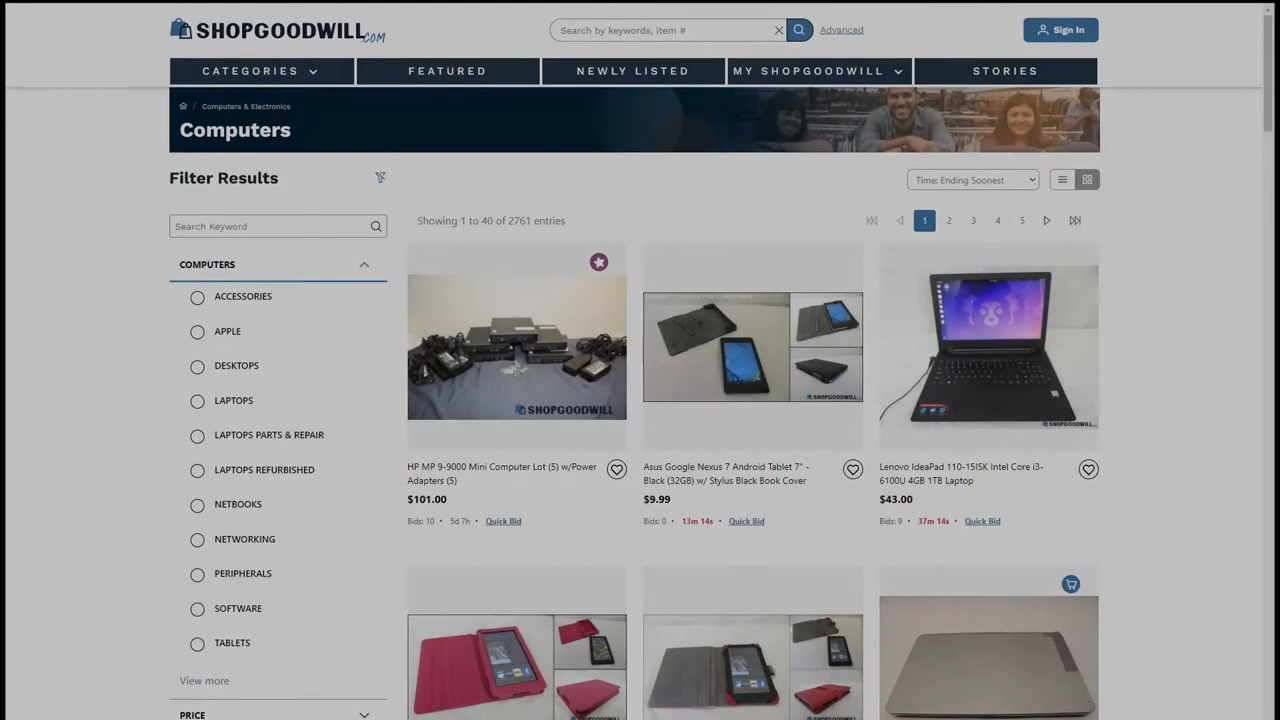 SHOPGOODWILL.COM
Search by keywords, item #
Advanced
Sign In
CATEGORIES
FEATURED
NEWLY LISTED
MY SHOPGOODWILL
STORIES
/ Computers & Electronics
Computers
Filter Results
Time: Ending Soonest
Search Keyword
Showing 1 to 40 of 2761 entries
1 2 3 4 5
COMPUTERS
ACCESSORIES
APPLE
DESKTOPS
LAPTOPS
LAPTOPS PARTS & REPAIR
LAPTOPS REFURBISHED
NETBOOKS
NETWORKING
PERIPHERALS
SOFTWARE
TABLETS
View more
PRICE
SHOPGOODWILL
HP MP 9-9000 Mini Computer Lot (5) w/Power
Adapters (5)
$101.00
Bids: 10 • 5d 7h • Quick Bid
SHOPGOODWILL
Asus Google Nexus 7 Android Tablet 7" -
Black (32GB) w/ Stylus Black Book Cover
$9.99
Bids: 0 • 13m 14s • Quick Bid
SHOPGOODWILL
Lenovo IdeaPad 110-15ISK Intel Core i3-
6100U 4GB 1TB Laptop
$43.00
Bids: 9 • 37m 14s • Quick Bid
SHOPGOODWILL
SHOPGOODWILL